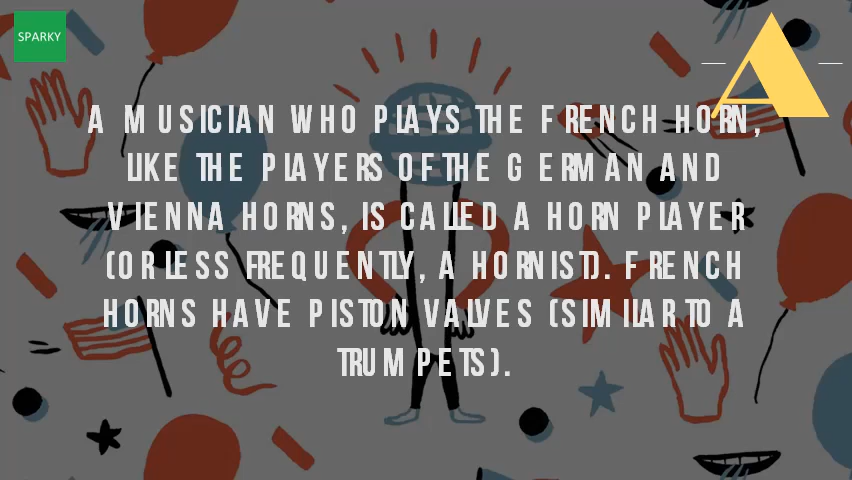 SPARKY
A MUSICIAN WHO PLAYS THE FRENCH HORN,
LIKE THE PLAYERS OF THE GERMAN AND
VIENNA HORNS, IS CALLED A HORN PLAYER
(OR LESS FREQUENTLY, A HORNIST). FRENCH
HORNS HAVE PISTON VALVES (SIMILAR TO A
TRUMPETS).
A